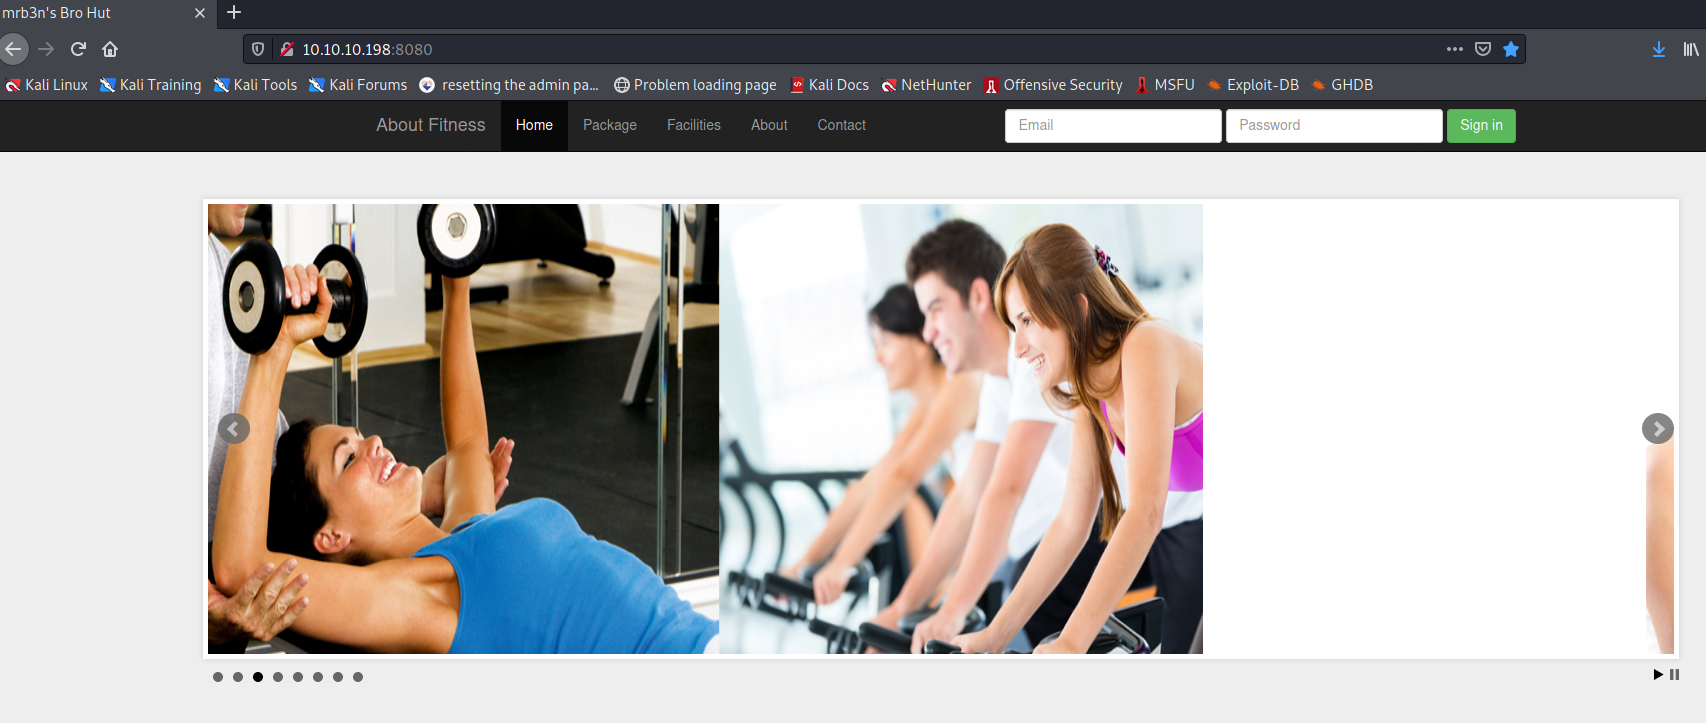 mrb3n's Bro Hut
10.10.10.198:8080
Kali Linux Kali Training Kali Tools Kali Forums resetting the admin pa... Problem loading page Kali Docs NetHunter Offensive Security MSFU Exploit-DB GHDB
About Fitness Home Package Facilities About Contact Email Password Sign in